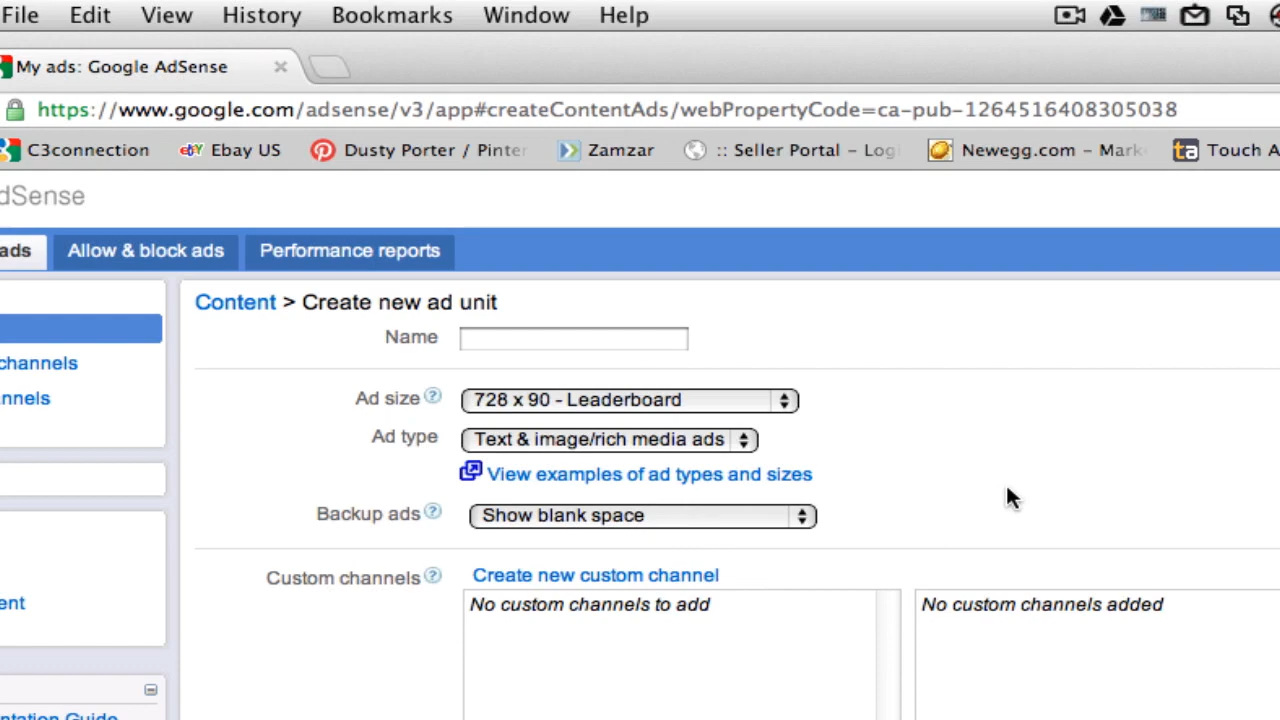 File Edit View History Bookmarks Window Help
My ads: Google AdSense
https://www.google.com/adsense/v3/app#createContentAds/webPropertyCode=ca-pub-1264516408305038
C3connection ebY Ebay US Dusty Porter / Pinter Zamzar :: Seller Portal – Logi Newegg.com – Mark ta Touch A
dSense
ads Allow & block ads Performance reports
Content > Create new ad unit
Name
channels
Ad size ? 728 x 90 - Leaderboard
nnels
Ad type Text & image/rich media ads
View examples of ad types and sizes
Backup ads ? Show blank space
Custom channels ? Create new custom channel
ent
No custom channels to add No custom channels added
ntation Guide